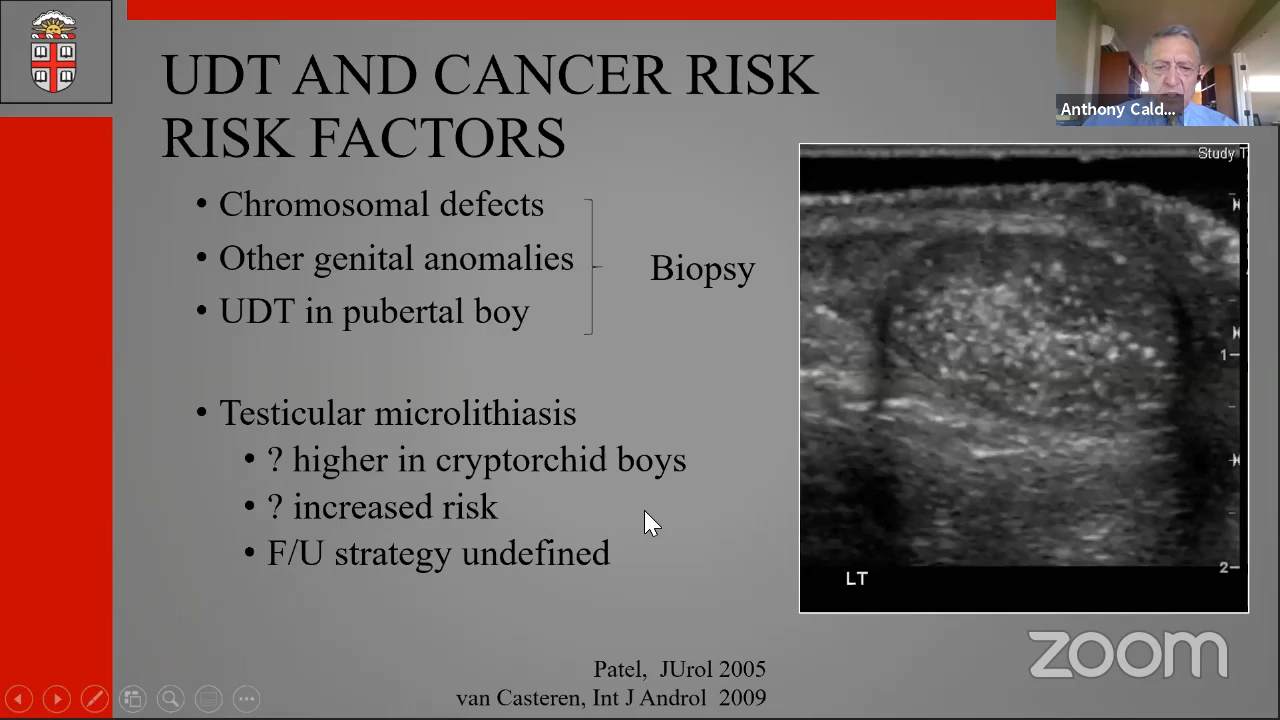 UDT AND CANCER RISK
RISK FACTORS
• Chromosomal defects
• Other genital anomalies
• UDT in pubertal boy
Biopsy
• Testicular microlithiasis
• ? higher in cryptorchid boys
• ? increased risk
• F/U strategy undefined
Patel, JUrol 2005
van Casteren, Int J Androl 2009
Anthony Cald...
Study T
1
2
LT
zoom